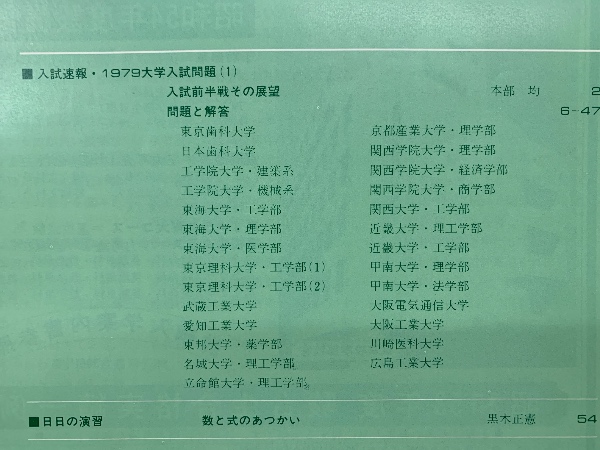 ■入試速報・1979大学入試問題(1)
入試前半戦その展望 本部 均 2
問題と解答 6-47
東京歯科大学 京都産業大学・理学部
日本歯科大学 関西学院大学・理学部
工学院大学・建築系 関西学院大学・経済学部
工学院大学・機械系 関西学院大学・商学部
東海大学・工学部 関西大学・工学部
東海大学・理学部 近畿大学・理工学部
東海大学・医学部 近畿大学・工学部
東京理科大学・工学部(1) 甲南大学・理学部
東京理科大学・工学部(2) 甲南大学・法学部
武蔵工業大学 大阪電気通信大学
愛知工業大学 大阪工業大学
東邦大学・薬学部 川崎医科大学
名城大学・理工学部 広島工業大学
立命館大学・理工学部
■日日の演習 数と式のあつかい 黒木正憲 54